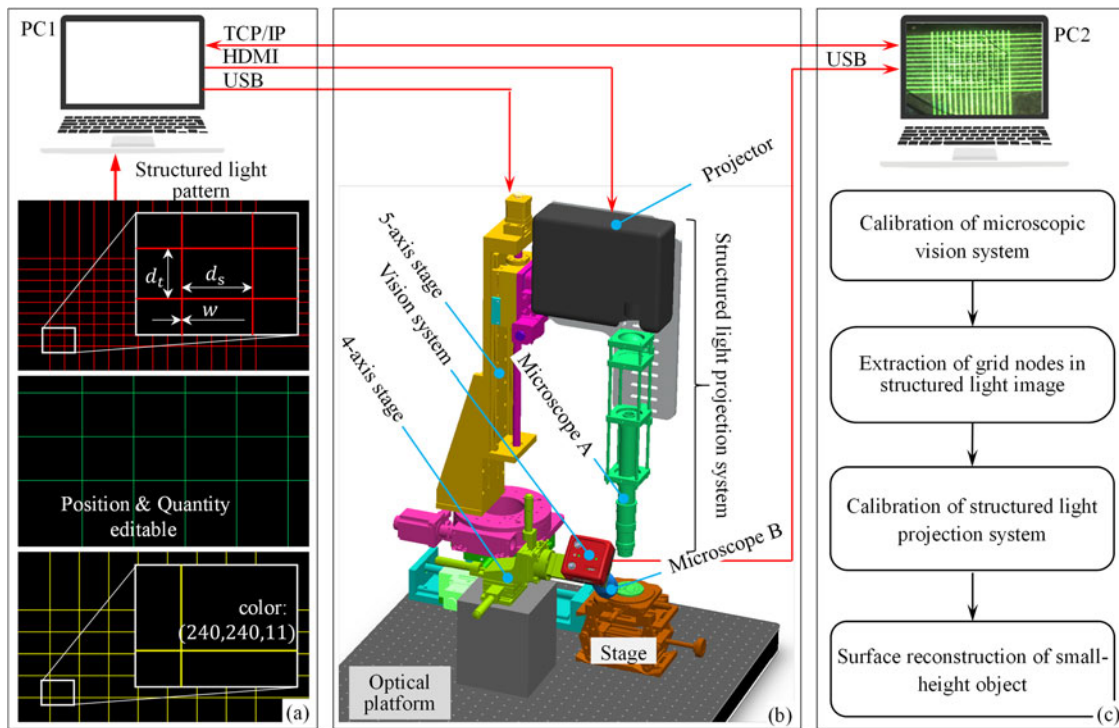 PC1
TCP/IP
HDMI
USB
Structured light
pattern
d_t
d_s
w
Position & Quantity
editable
color:
(240,240,11)
(a)
Projector
5-axis stage
Vision system
4-axis stage
Microscope A
Structured light projection system
Microscope B
Stage
Optical
platform
(b)
PC2
USB
Calibration of microscopic
vision system
Extraction of grid nodes in
structured light image
Calibration of structured light
projection system
Surface reconstruction of small-
height object
(c)